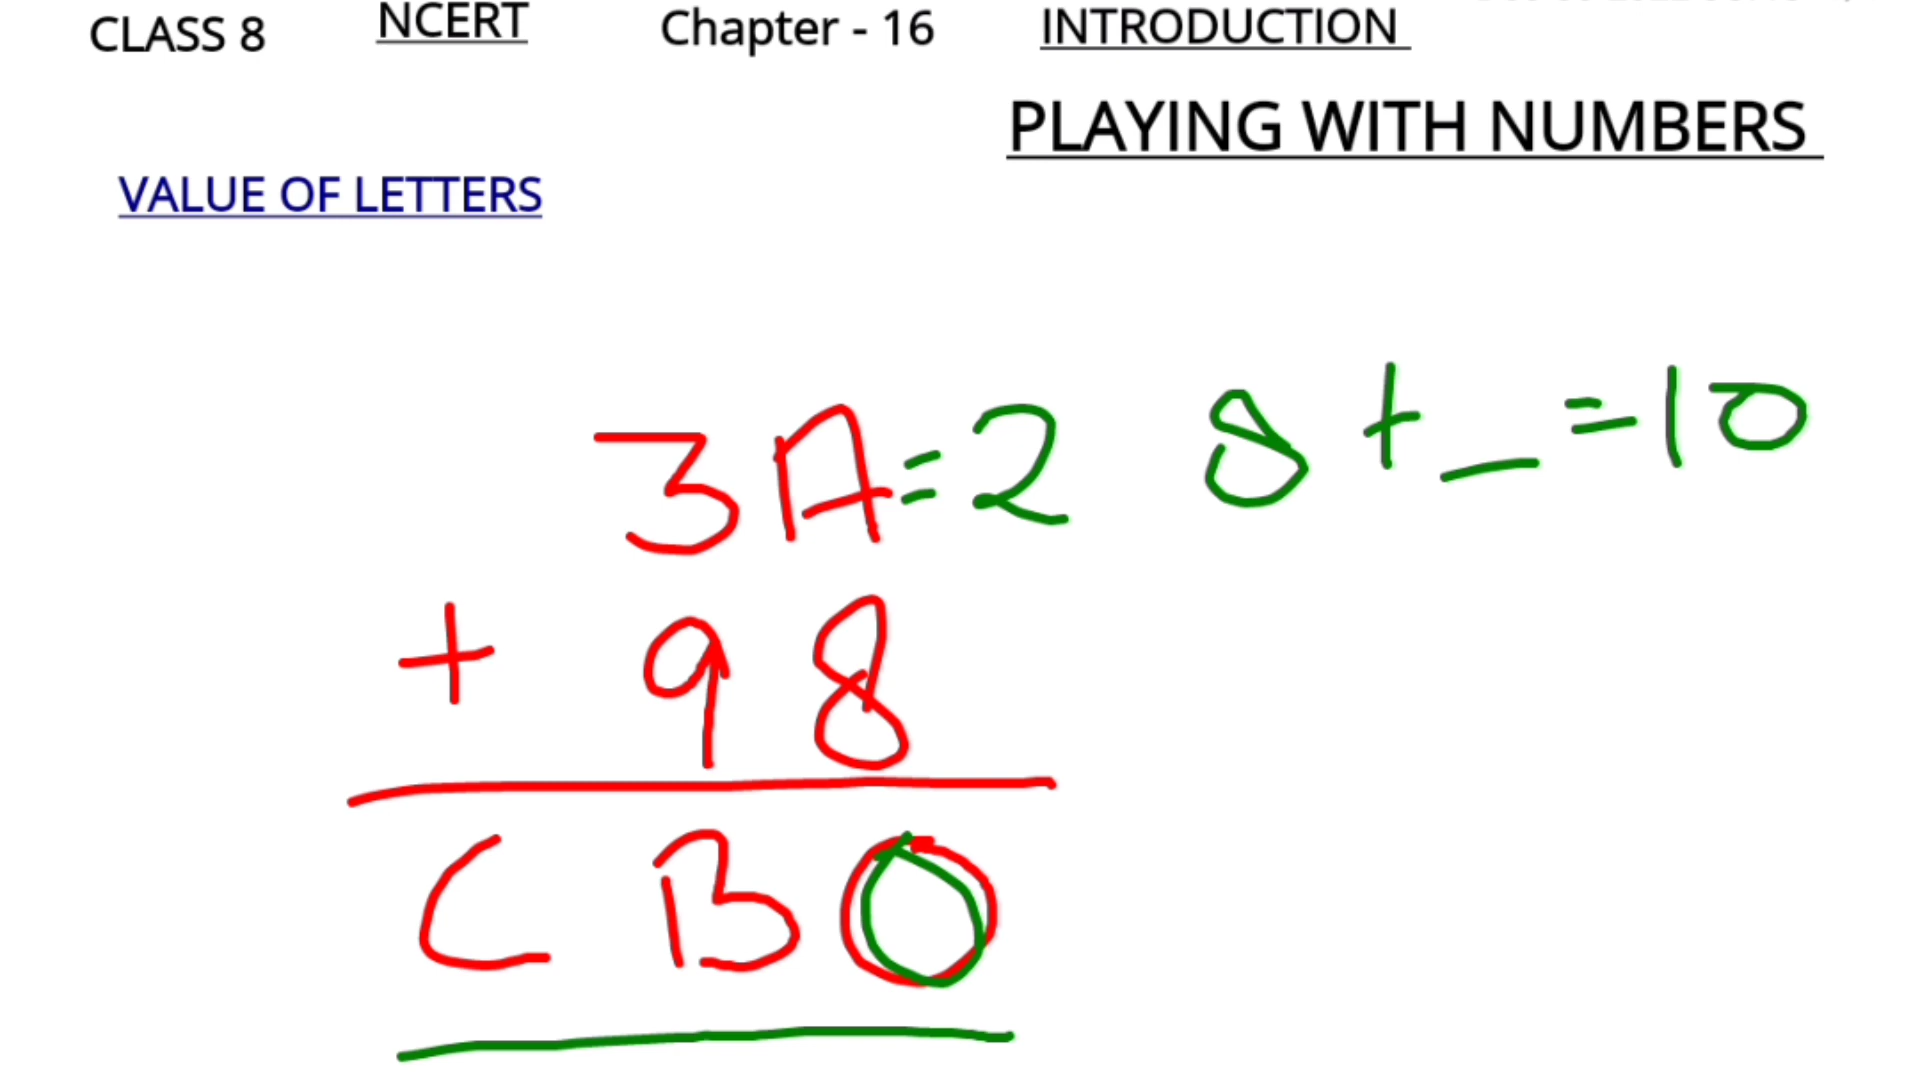 CLASS 8 NCERT Chapter - 16 INTRODUCTION
PLAYING WITH NUMBERS
VALUE OF LETTERS
3A=2 8+_=10
+ 98
CB0